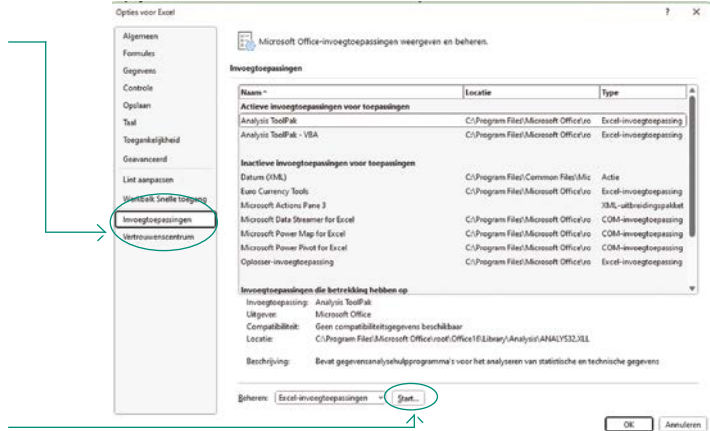 Opties voor Excel ? ×
Algemeen
Formules
Gegevens
Controle
Opslaan
Taal
Toegankelijkheid
Geavanceerd
Lint aanpassen
Werkbalk Snelle toegang
Invoegtoepassingen
Vertrouwenscentrum
Microsoft Office-invoegtoepassingen weergeven en beheren.
Invoegtoepassingen
Naam Locatie Type
Actieve invoegtoepassingen voor toepassingen
Analysis ToolPak C:\Program Files\Microsoft Office\ro Excel-invoegtoepassing
Analysis ToolPak - VBA C:\Program Files\Microsoft Office\ro Excel-invoegtoepassing
Inactieve invoegtoepassingen voor toepassingen
Datum (XML) C:\Program Files\Common Files\Mic Actie
Euro Currency Tools C:\Program Files\Microsoft Office\ro Excel-invoegtoepassing
Microsoft Actions Pane 3 XML-uitbreidingspakket
Microsoft Data Streamer for Excel C:\Program Files\Microsoft Office\ro COM-invoegtoepassing
Microsoft Power Map for Excel C:\Program Files\Microsoft Office\ro COM-invoegtoepassing
Microsoft Power Pivot for Excel C:\Program Files\Microsoft Office\ro COM-invoegtoepassing
Oplosser-invoegtoepassing C:\Program Files\Microsoft Office\ro Excel-invoegtoepassing
Invoegtoepassingen die betrekking hebben op
Invoegtoepassing: Analysis ToolPak
Uitgever: Microsoft Office
Compatibiliteit: Geen compatibiliteitsgegevens beschikbaar
Locatie: C:\Program Files\Microsoft Office\root\Office16\Library\Analysis\ANALYS32.XLL
Beschrijving: Bevat gegevensanalysehulpprogramma's voor het analyseren van statistische en technische gegevens
Beheren: Excel-invoegtoepassingen Start...
OK Annuleren